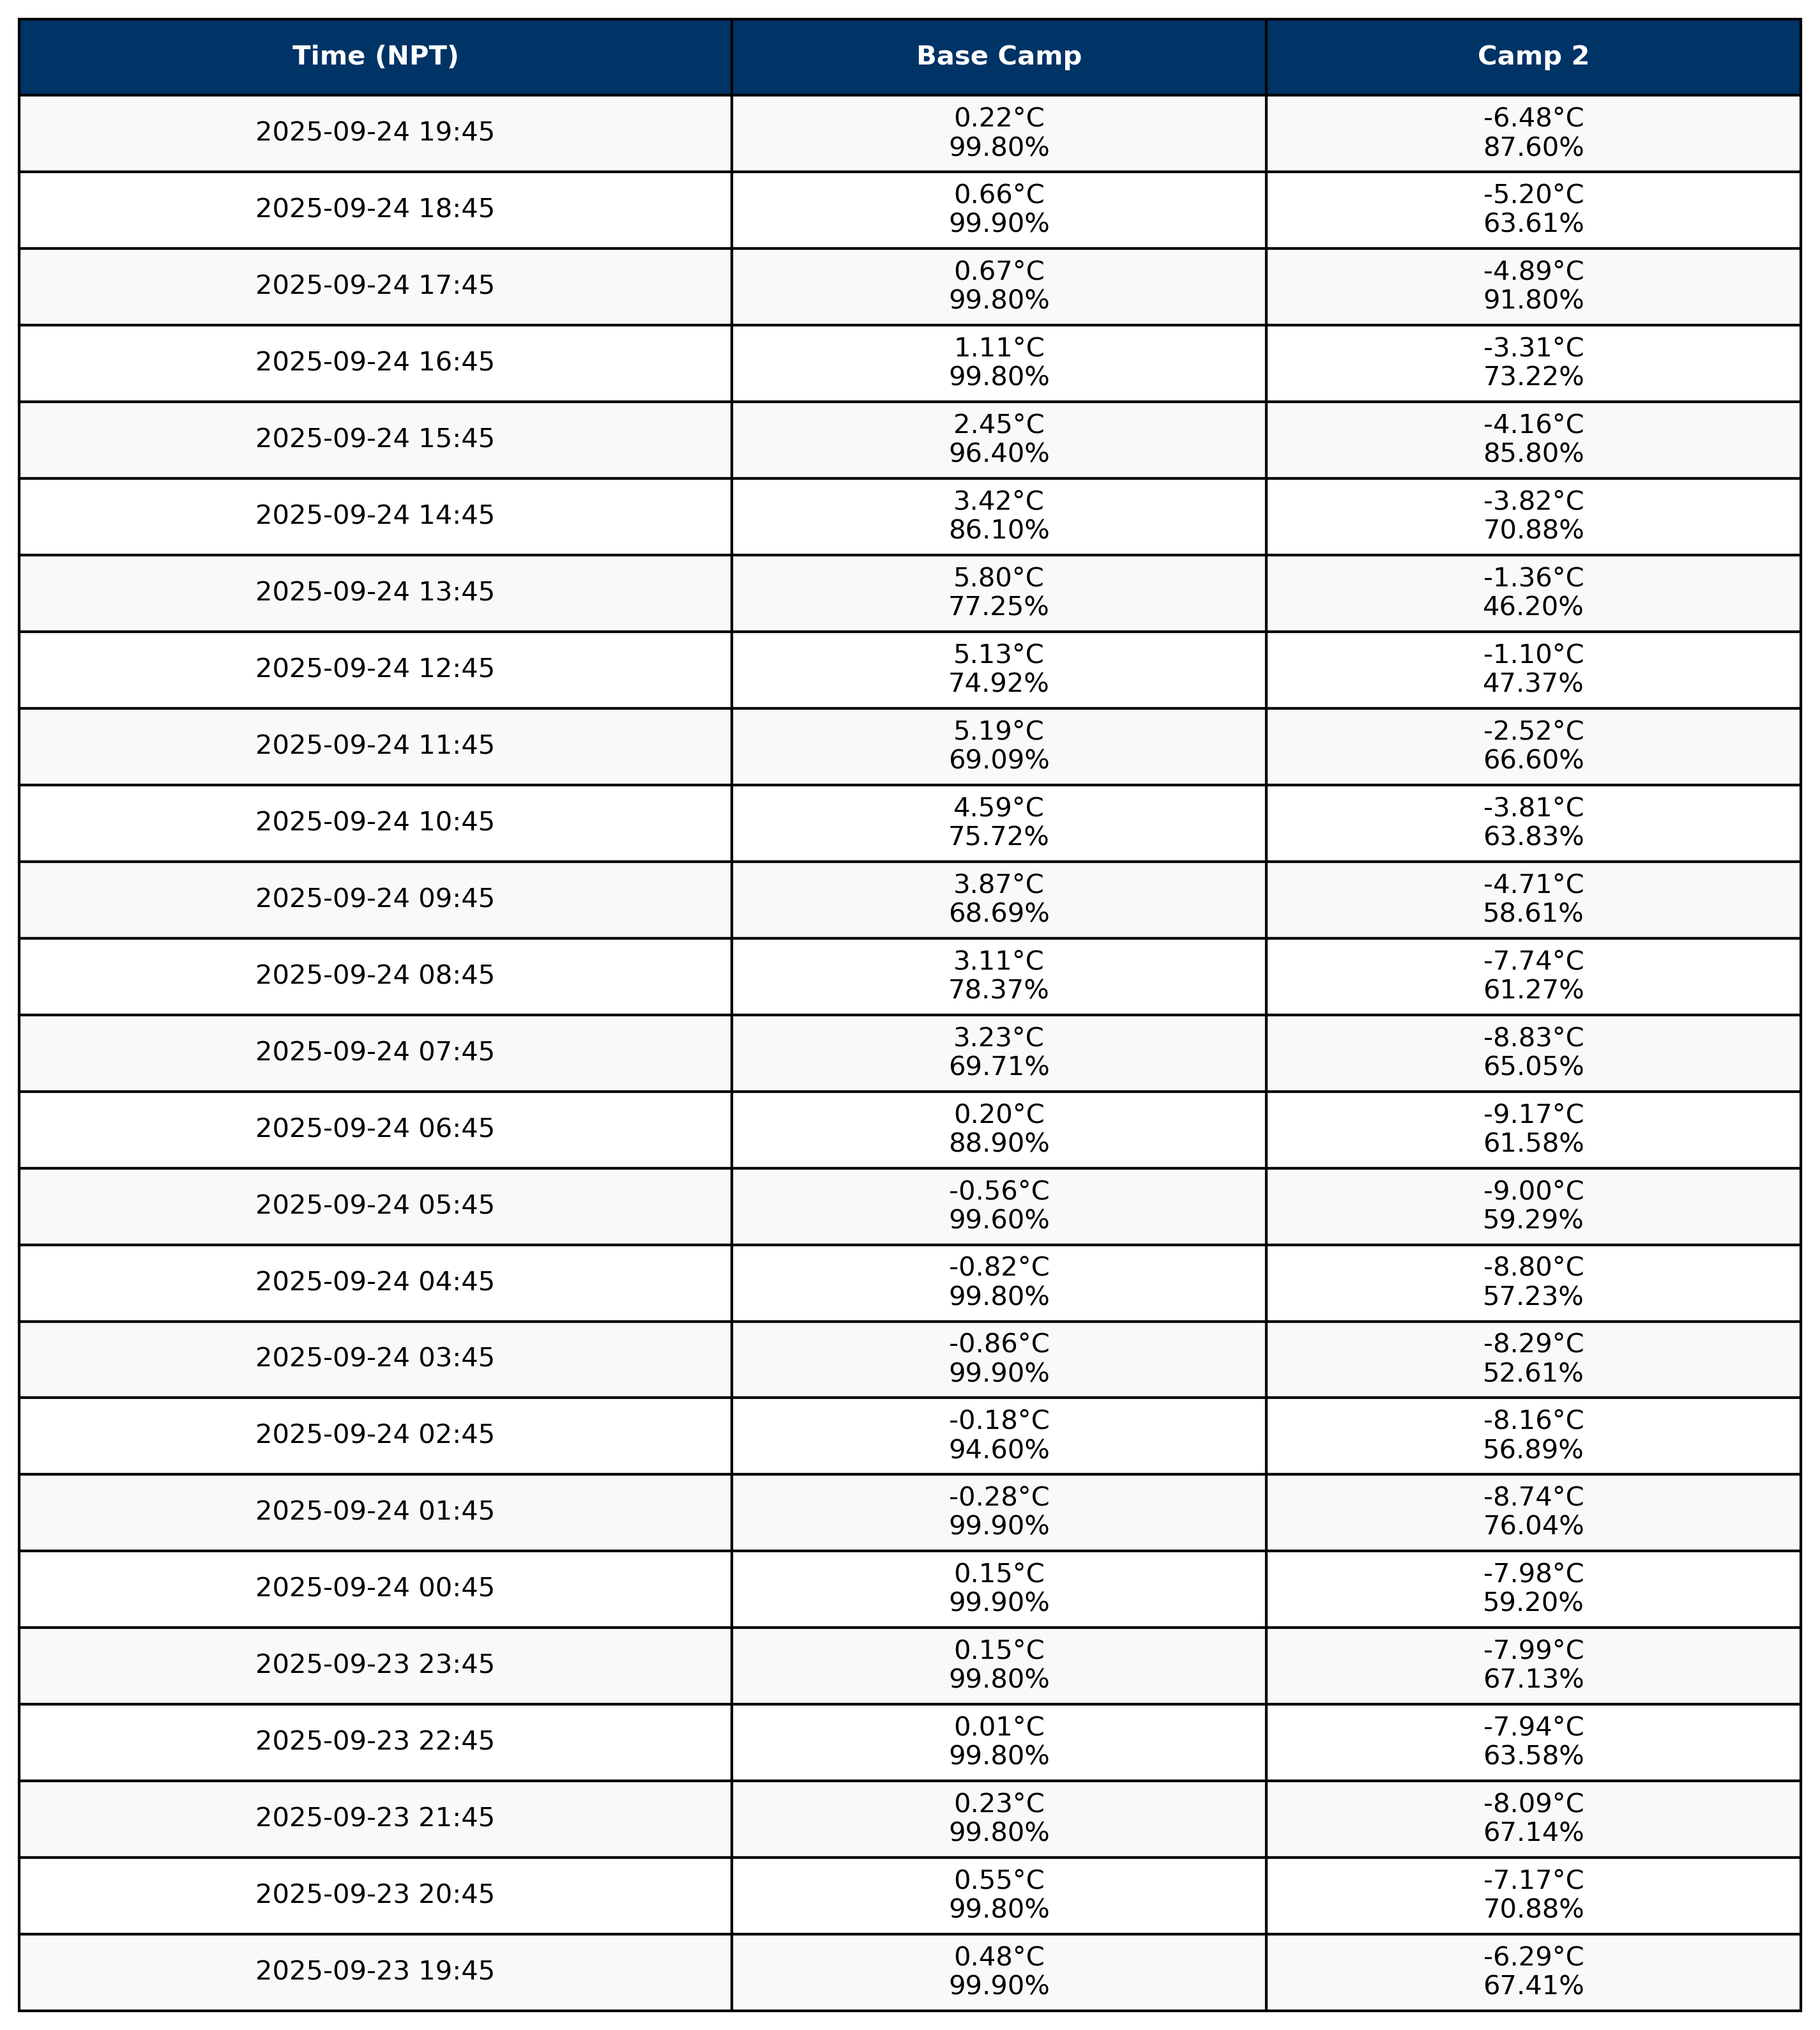 Time (NPT) Base Camp Camp 2
2025-09-24 19:45 0.22°C -6.48°C
99.80% 87.60%
2025-09-24 18:45 0.66°C -5.20°C
99.90% 63.61%
2025-09-24 17:45 0.67°C -4.89°C
99.80% 91.80%
2025-09-24 16:45 1.11°C -3.31°C
99.80% 73.22%
2025-09-24 15:45 2.45°C -4.16°C
96.40% 85.80%
2025-09-24 14:45 3.42°C -3.82°C
86.10% 70.88%
2025-09-24 13:45 5.80°C -1.36°C
77.25% 46.20%
2025-09-24 12:45 5.13°C -1.10°C
74.92% 47.37%
2025-09-24 11:45 5.19°C -2.52°C
69.09% 66.60%
2025-09-24 10:45 4.59°C -3.81°C
75.72% 63.83%
2025-09-24 09:45 3.87°C -4.71°C
68.69% 58.61%
2025-09-24 08:45 3.11°C -7.74°C
78.37% 61.27%
2025-09-24 07:45 3.23°C -8.83°C
69.71% 65.05%
2025-09-24 06:45 0.20°C -9.17°C
88.90% 61.58%
2025-09-24 05:45 -0.56°C -9.00°C
99.60% 59.29%
2025-09-24 04:45 -0.82°C -8.80°C
99.80% 57.23%
2025-09-24 03:45 -0.86°C -8.29°C
99.90% 52.61%
2025-09-24 02:45 -0.18°C -8.16°C
94.60% 56.89%
2025-09-24 01:45 -0.28°C -8.74°C
99.90% 76.04%
2025-09-24 00:45 0.15°C -7.98°C
99.90% 59.20%
2025-09-23 23:45 0.15°C -7.99°C
99.80% 67.13%
2025-09-23 22:45 0.01°C -7.94°C
99.80% 63.58%
2025-09-23 21:45 0.23°C -8.09°C
99.80% 67.14%
2025-09-23 20:45 0.55°C -7.17°C
99.80% 70.88%
2025-09-23 19:45 0.48°C -6.29°C
99.90% 67.41%